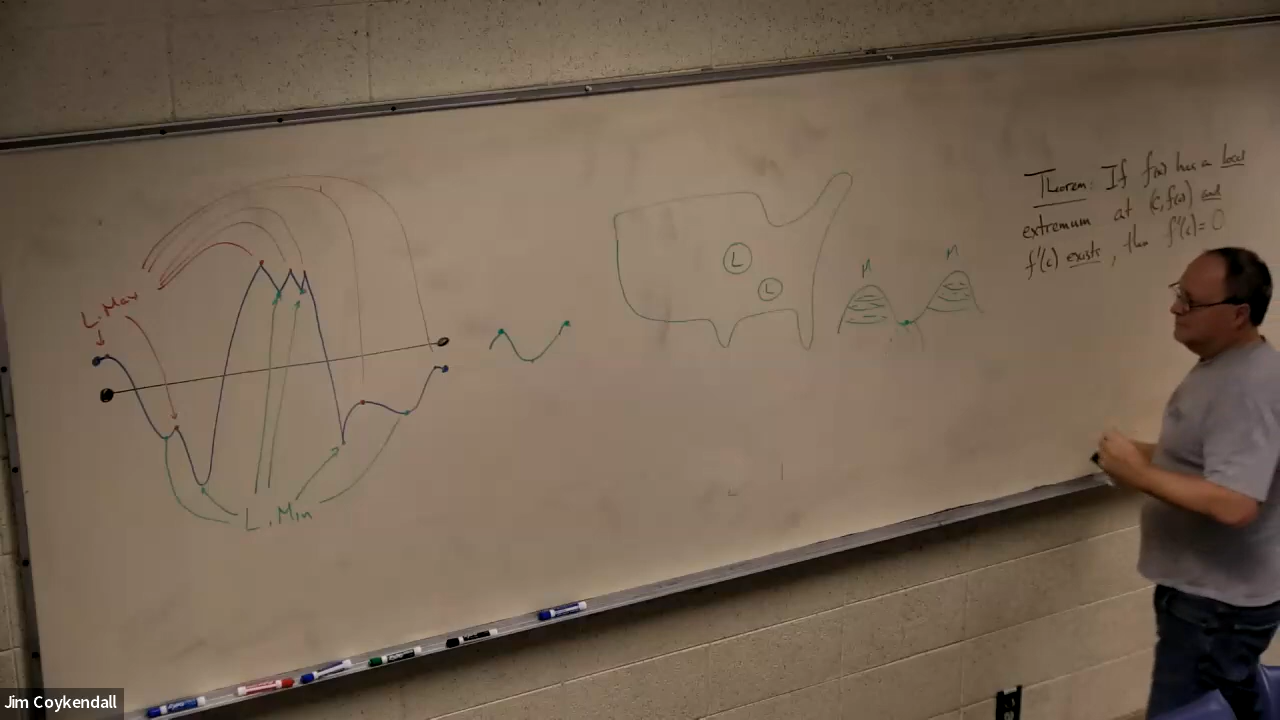 L. Max
L. Min
L
L
M
M
Theorem: If f(x) has a local
extremum at (c, f(c)) and
f'(c) exists, then f'(c) = 0
Jim Coykendall